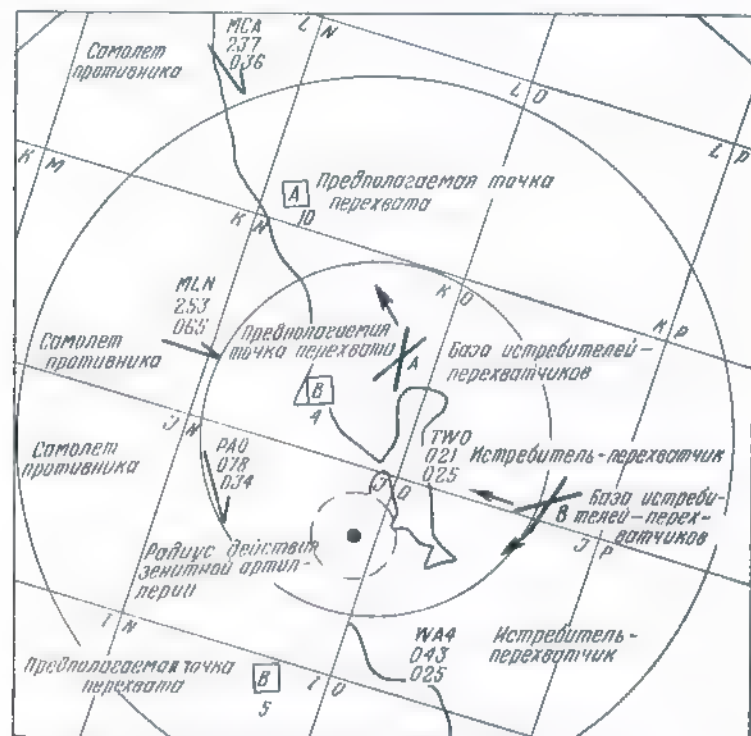 Самолет
противника
MCA
237
036
L N
L O
L P
K M
A
10
Предполагаемая точка
перехвата
K N
K O
K P
MLN
253
065
Самолет
противника
Предполагаемая
точка перехвата
B
4
A
База истребителей-
перехватчиков
J N
Самолет
противника
PAO
078
034
TWO
021
025
Истребитель-перехватчик
J O
B
База истреби-
телей-перех-
ватчиков
J P
Радиус действия
зенитной артил-
лерии
I N
WA4
043
025
Истребитель-
перехватчик
Предполагаемая точка
перехвата
B
5
I O